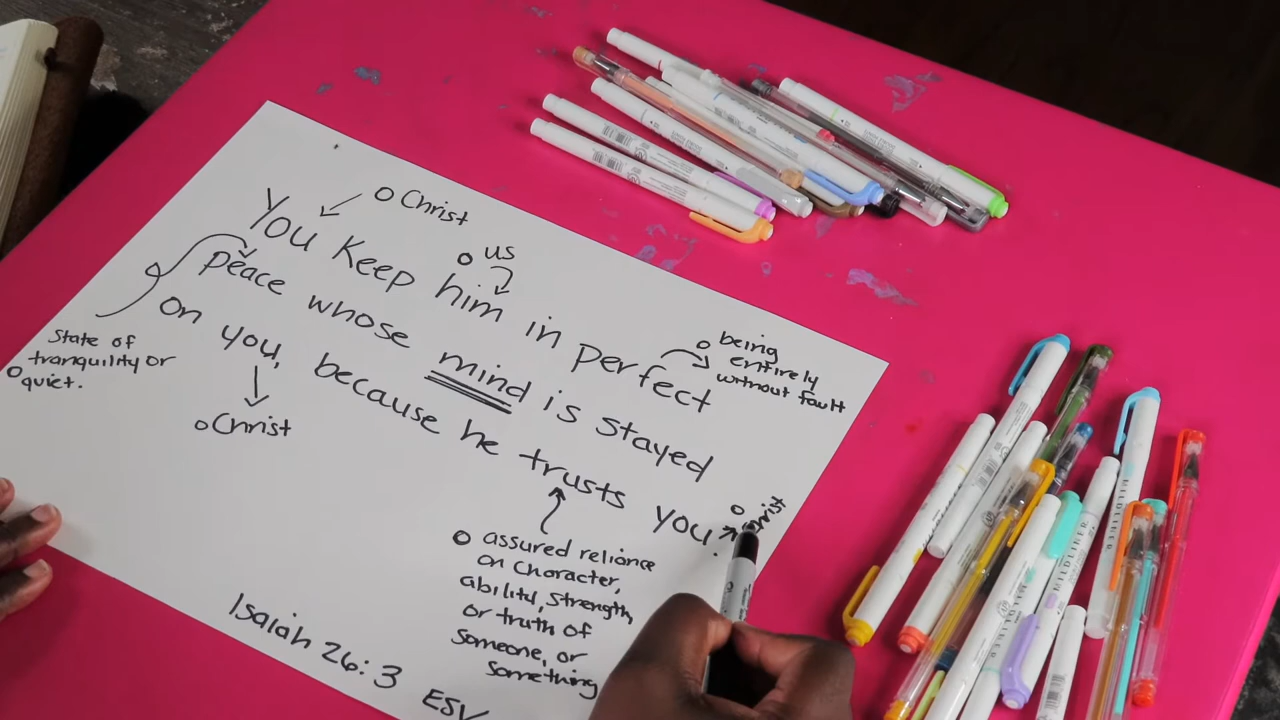 Christ
us
You Keep him in perfect
being
entirely
without fault
peace whose mind is stayed
State of
tranquility or
quiet.
on you, because he trusts you.
Christ
Christ
assured reliance
on character,
ability, strength,
or truth of
someone, or
something
Isaiah 26:3 ESV
WILDLINER
WILDLINER